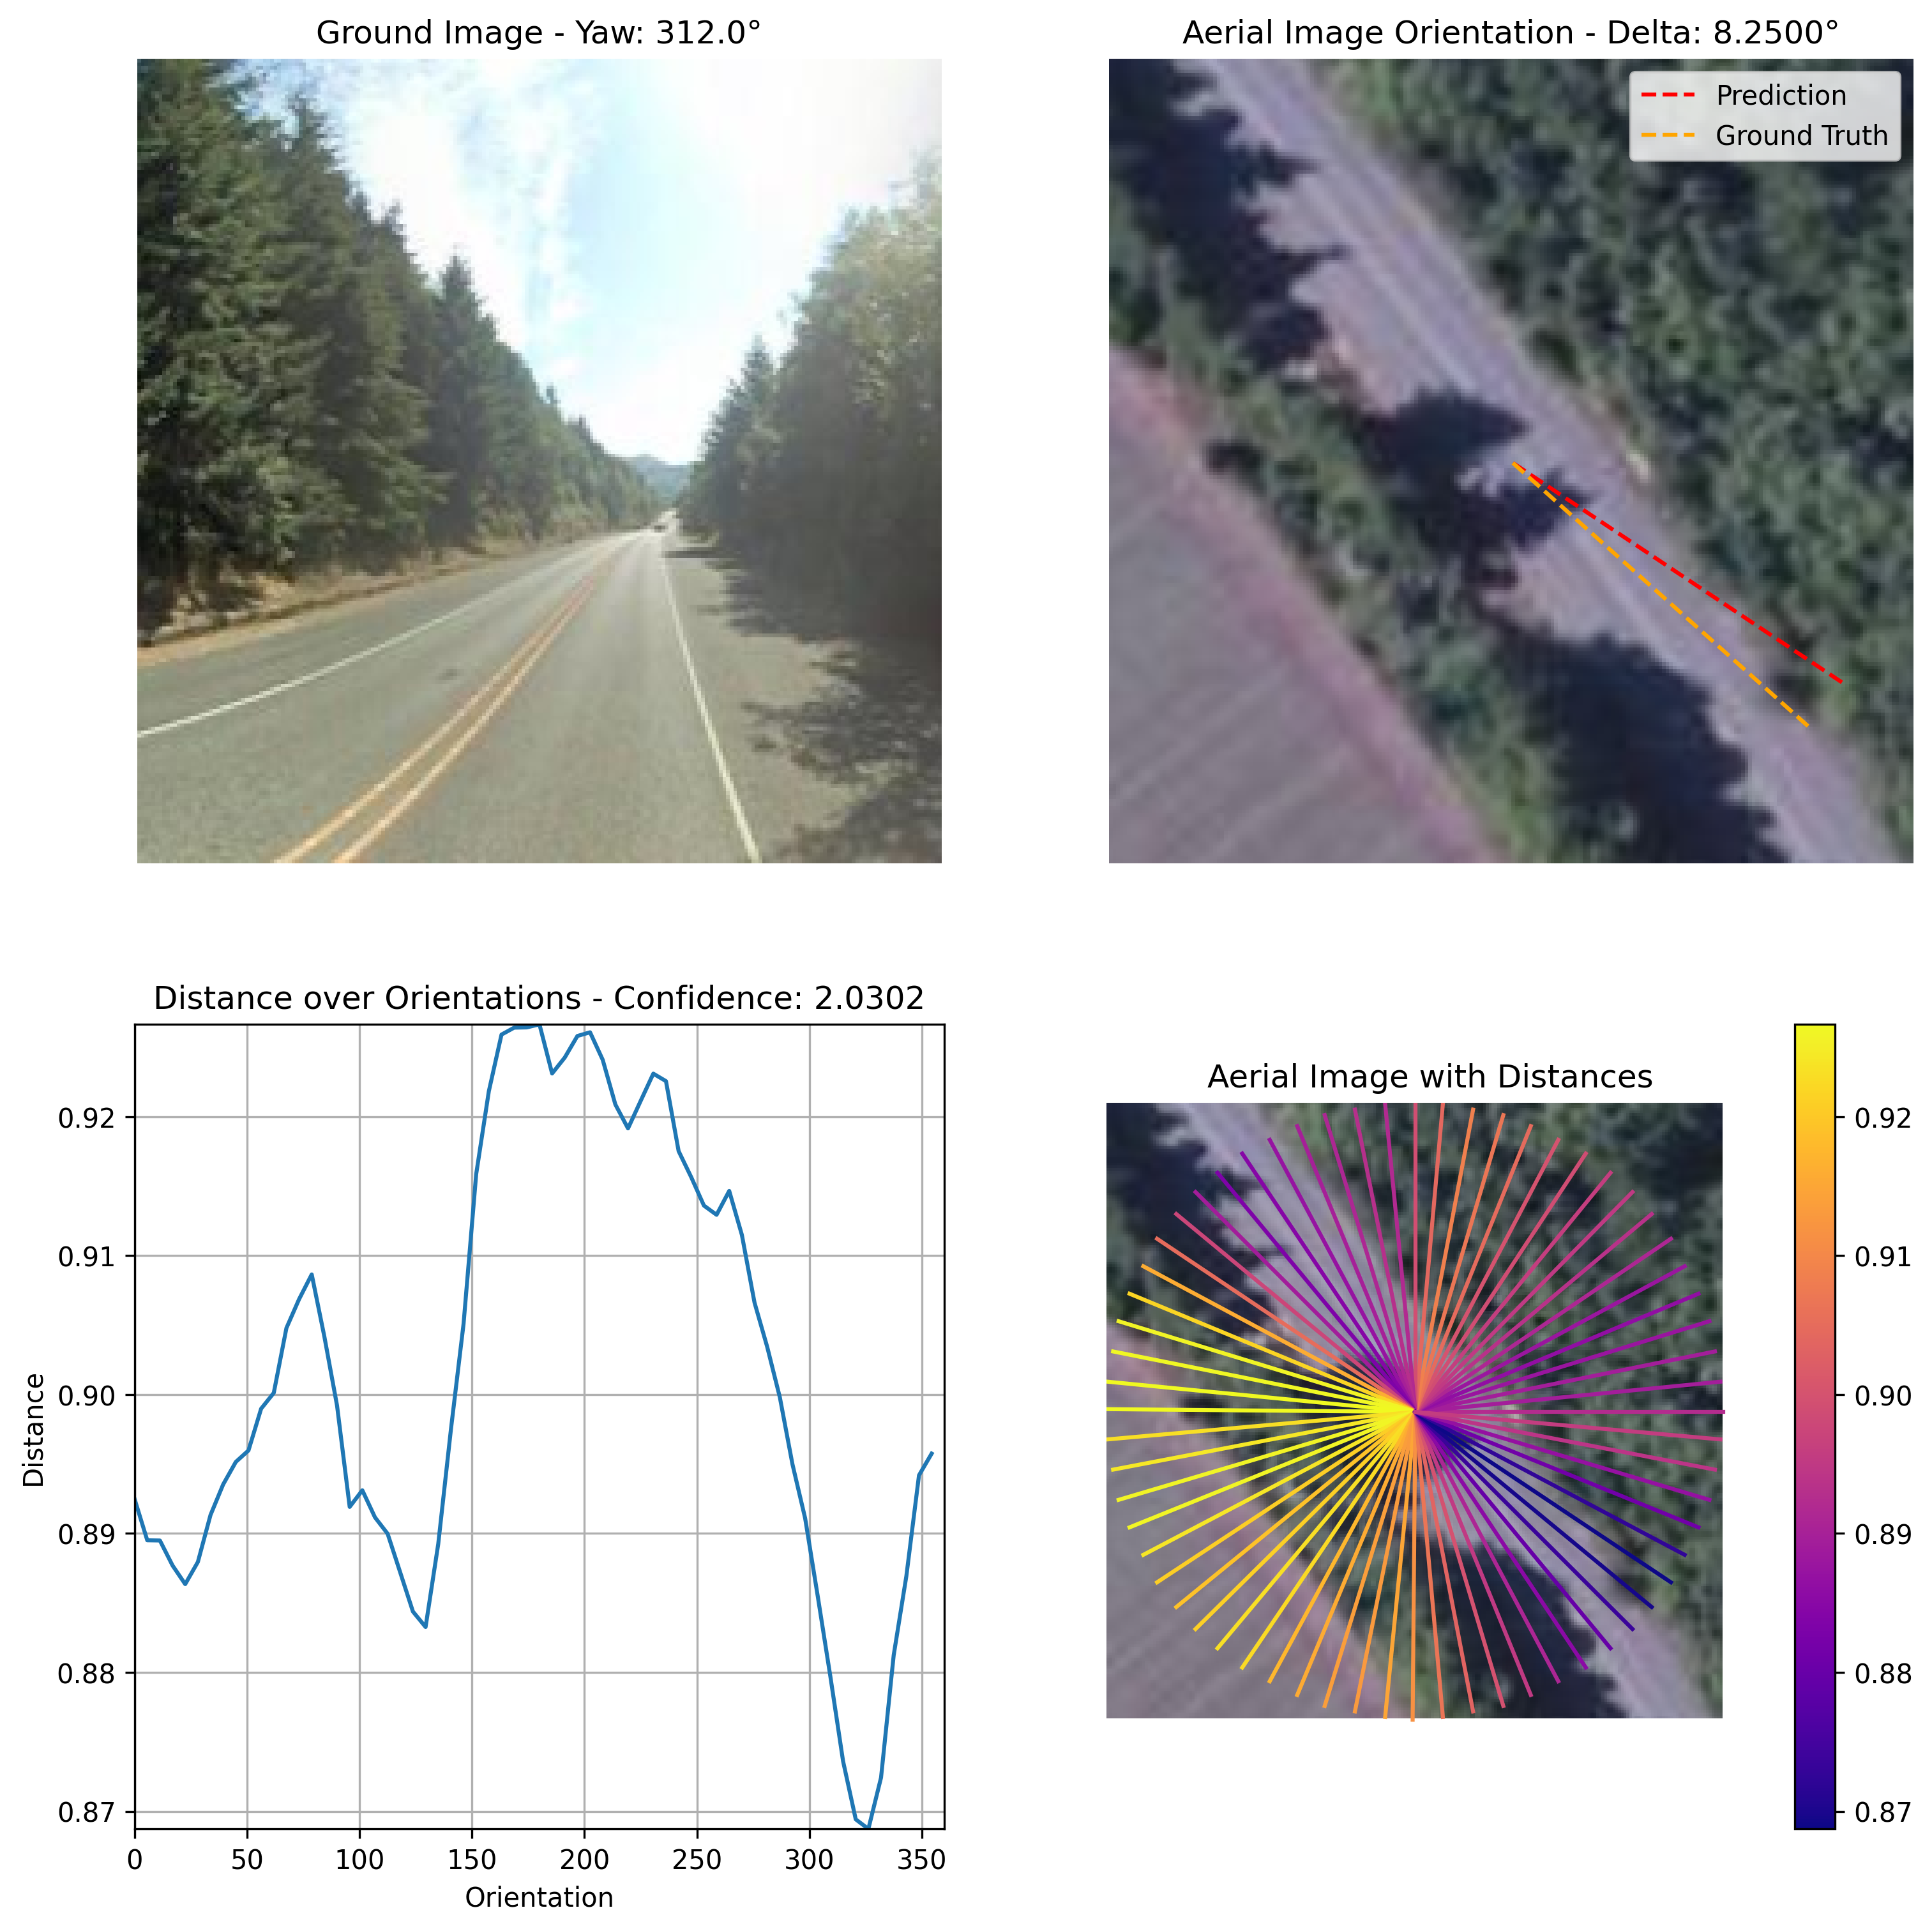 Ground Image - Yaw: 312.0°
Aerial Image Orientation - Delta: 8.2500°
Prediction
Ground Truth
Distance over Orientations - Confidence: 2.0302
0.92
0.91
0.90
0.89
0.88
0.87
Distance
0
50
100
150
200
250
300
350
Orientation
Aerial Image with Distances
0.92
0.91
0.90
0.89
0.88
0.87